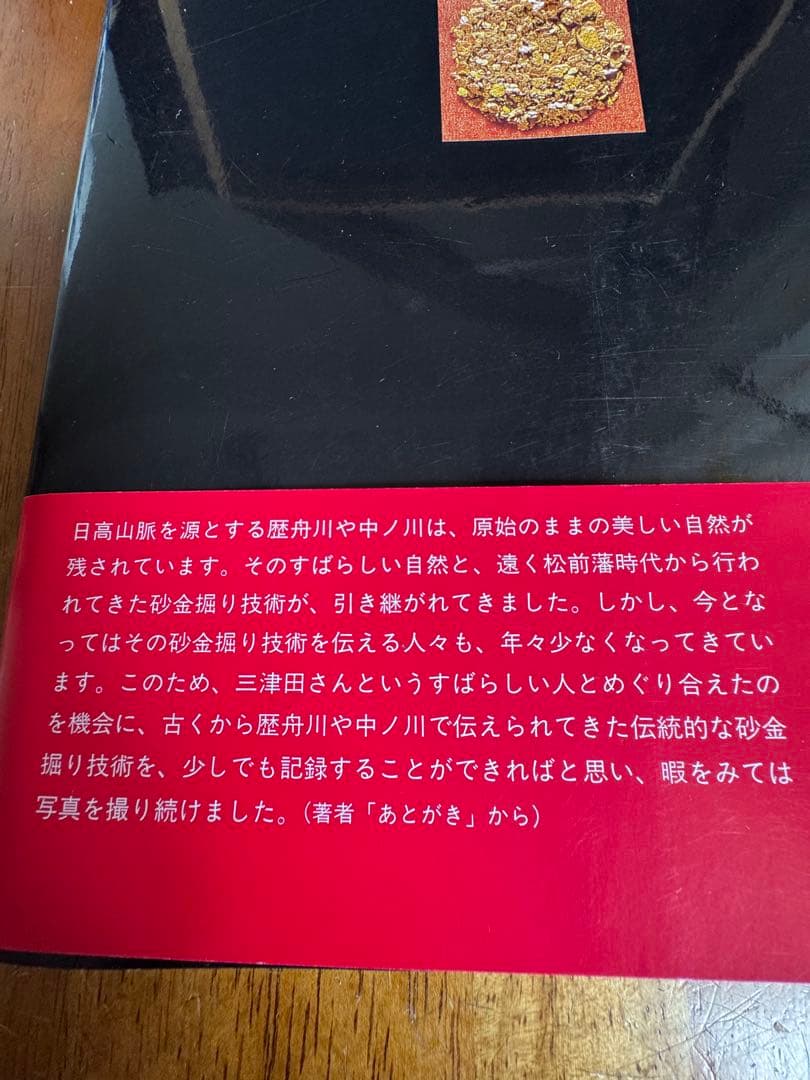 日高山脈を源とする歴舟川や中ノ川は、原始のままの美しい自然が
残されています。そのすばらしい自然と、遠く松前藩時代から行わ
れてきた砂金掘り技術が、引き継がれてきました。しかし、今とな
ってはその砂金掘り技術を伝える人々も、年々少なくなってきてい
ます。このため、三津田さんというすばらしい人とめぐり合えたの
を機会に、古くから歴舟川や中ノ川で伝えられてきた伝統的な砂金
掘り技術を、少しでも記録することができればと思い、暇をみては
写真を撮り続けました。（著者「あとがき」から）